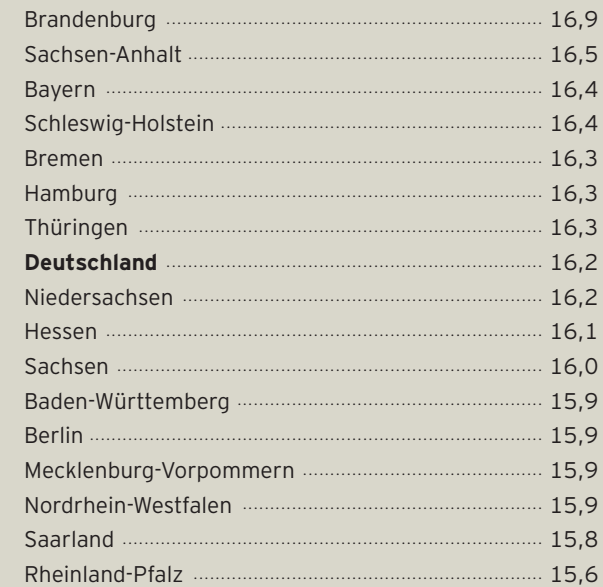 Brandenburg 16,9
Sachsen-Anhalt 16,5
Bayern 16,4
Schleswig-Holstein 16,4
Bremen 16,3
Hamburg 16,3
Thüringen 16,3
Deutschland 16,2
Niedersachsen 16,2
Hessen 16,1
Sachsen 16,0
Baden-Württemberg 15,9
Berlin 15,9
Mecklenburg-Vorpommern 15,9
Nordrhein-Westfalen 15,9
Saarland 15,8
Rheinland-Pfalz 15,6